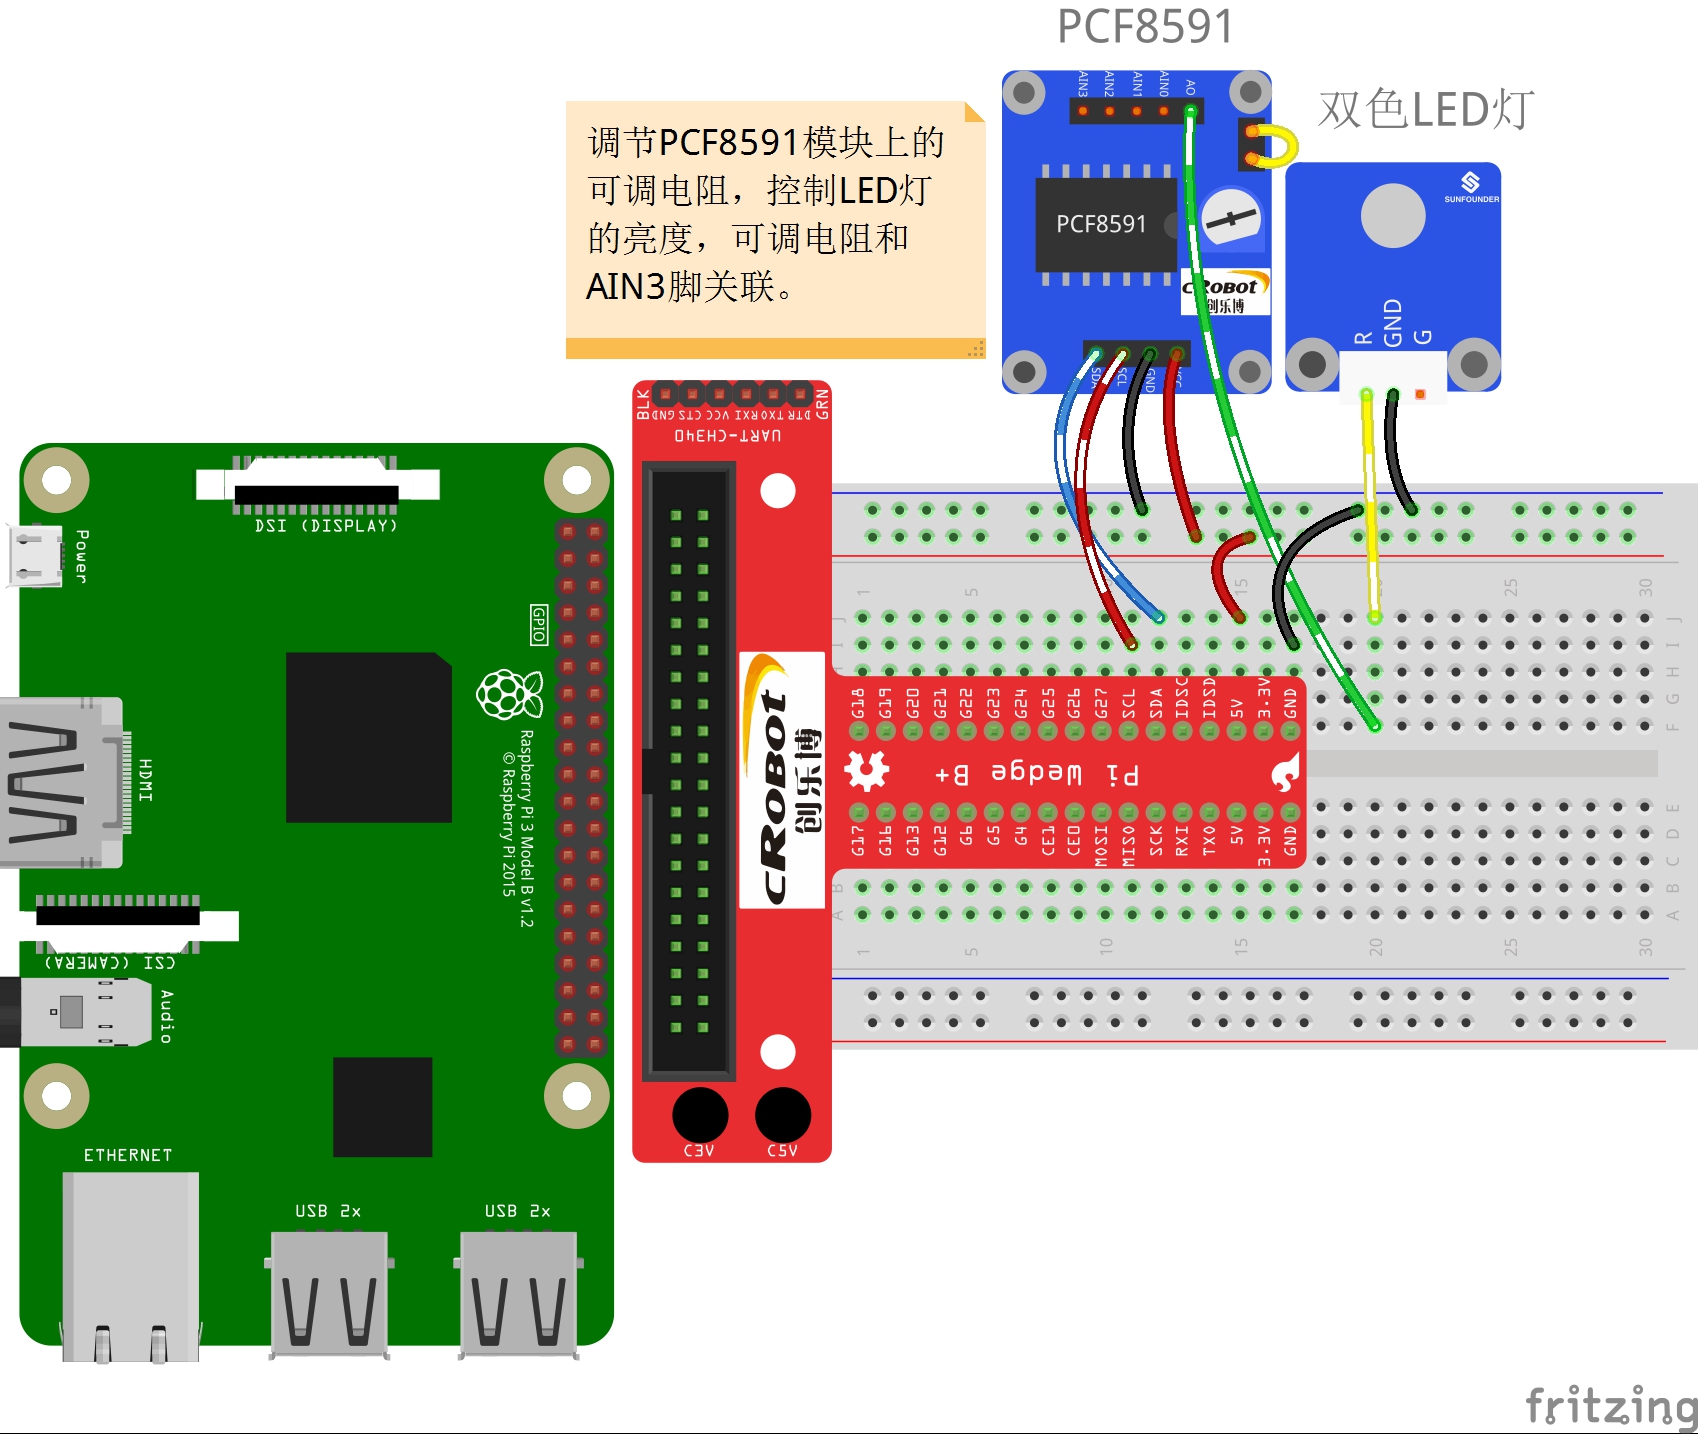 PCF8591
双色LED灯
调节PCF8591模块上的
可调电阻，控制LED灯
的亮度，可调电阻和
AIN3脚关联。
AIN3 AIN2 AIN1 AIN0 AO
PCF8591
CROBOT
创乐博
SDA SCL GND VCC
SUNFOUNDER
R GND G
BLK
GND CTS VCC RXI TXO DTR
GRN
UART-CH340
DSI (DISPLAY)
Power
GPIO
HDMI
Raspberry Pi 3 Model B v1.2
© Raspberry Pi 2015
CSI (CAMERA)
Audio
ETHERNET
USB 2x
USB 2x
CROBOT
创乐博
C3V
C5V
1 5 15 20 25 30
J
I
H
G
F
G18 G19 G20 G21 G22 G23 G24 G25 G26 G27 SCL SDA IDSC IDSD 5V 3.3V GND
Pi Wedge B+
G17 G16 G13 G12 G6 G5 G4 CE1 CE0 MOSI MISO SCK RXI TXO 5V 3.3V GND
E
D
C
B B
A A
1 5 10 15 20 25 30
fritzing